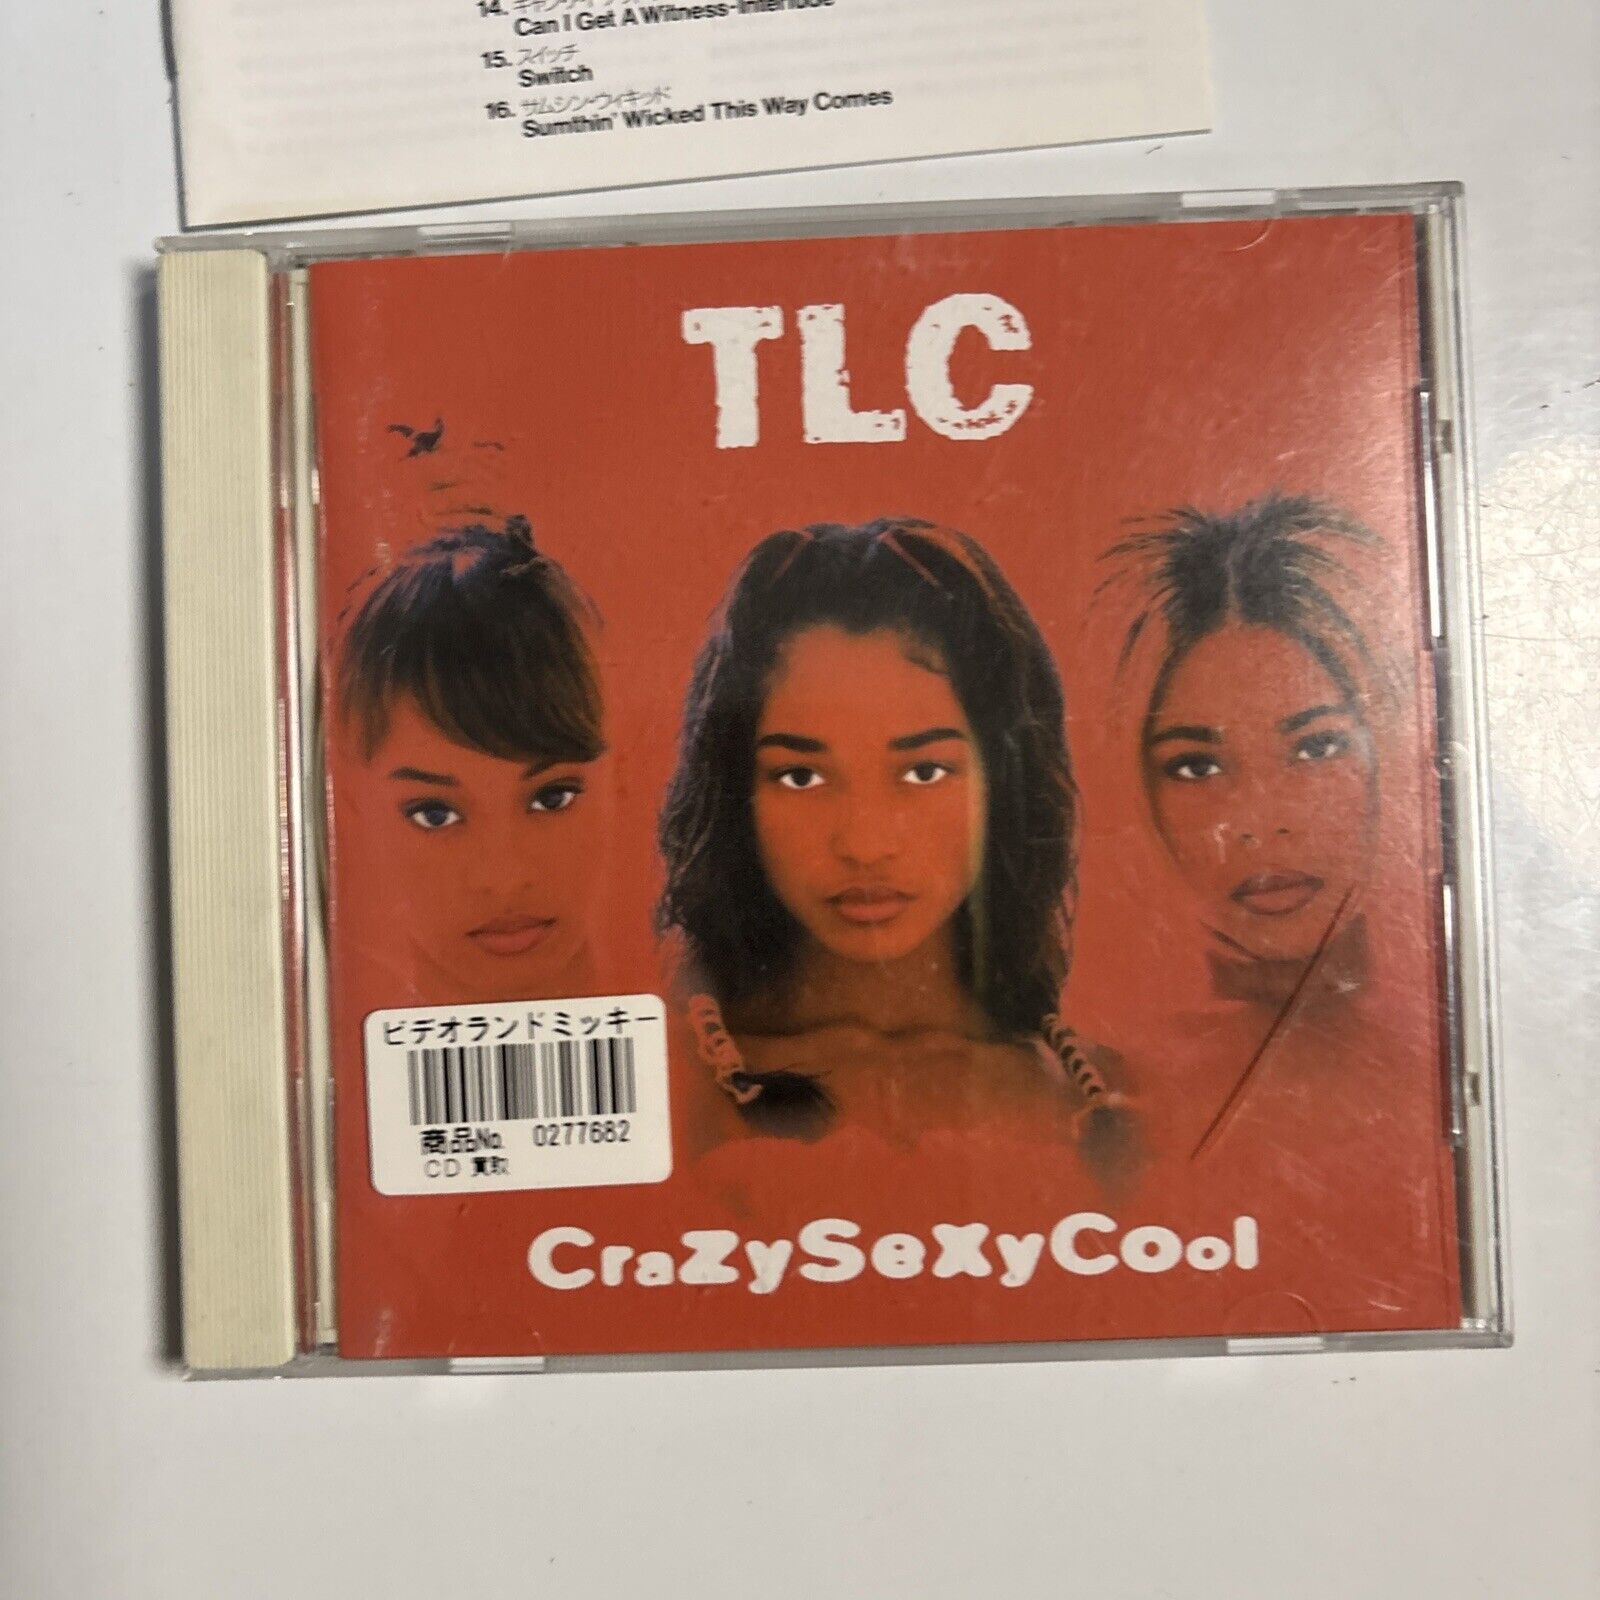 14.
Can I Get A Witness-Interlude
15. スイッチ
Switch
16. サムシン・ウィキッド
Sumthin' Wicked This Way Comes
TLC
ビデオランドミッキー
商品No. 0277682
CD 買取
CraZySeXyCool